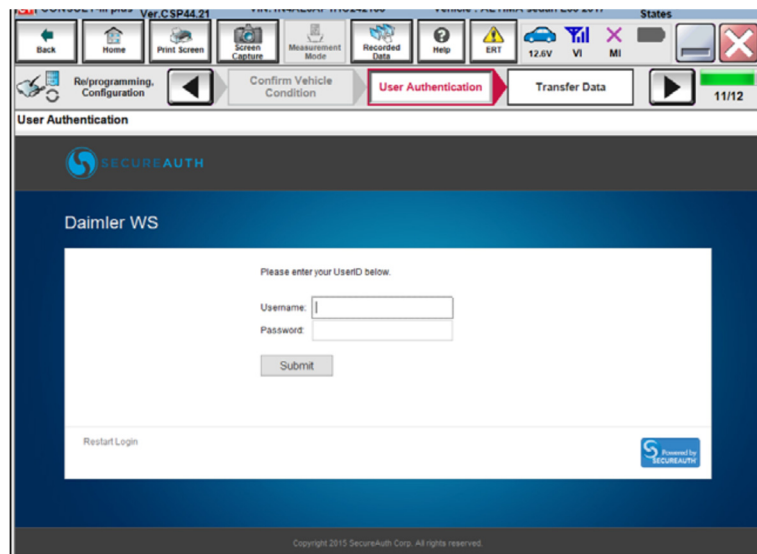 Ver.CSP44.21
States
Back
Home
Print Screen
Screen
Capture
Measurement
Mode
Recorded
Data
Help
ERT
12.6V
VI
MI
Re/programming,
Configuration
Confirm Vehicle
Condition
User Authentication
Transfer Data
11/12
User Authentication
SECUREAUTH
Daimler WS
Please enter your UserID below.
Username:
Password:
Submit
Restart Login
Powered by
SECUREAUTH
Copyright 2015 SecureAuth Corp. All rights reserved.